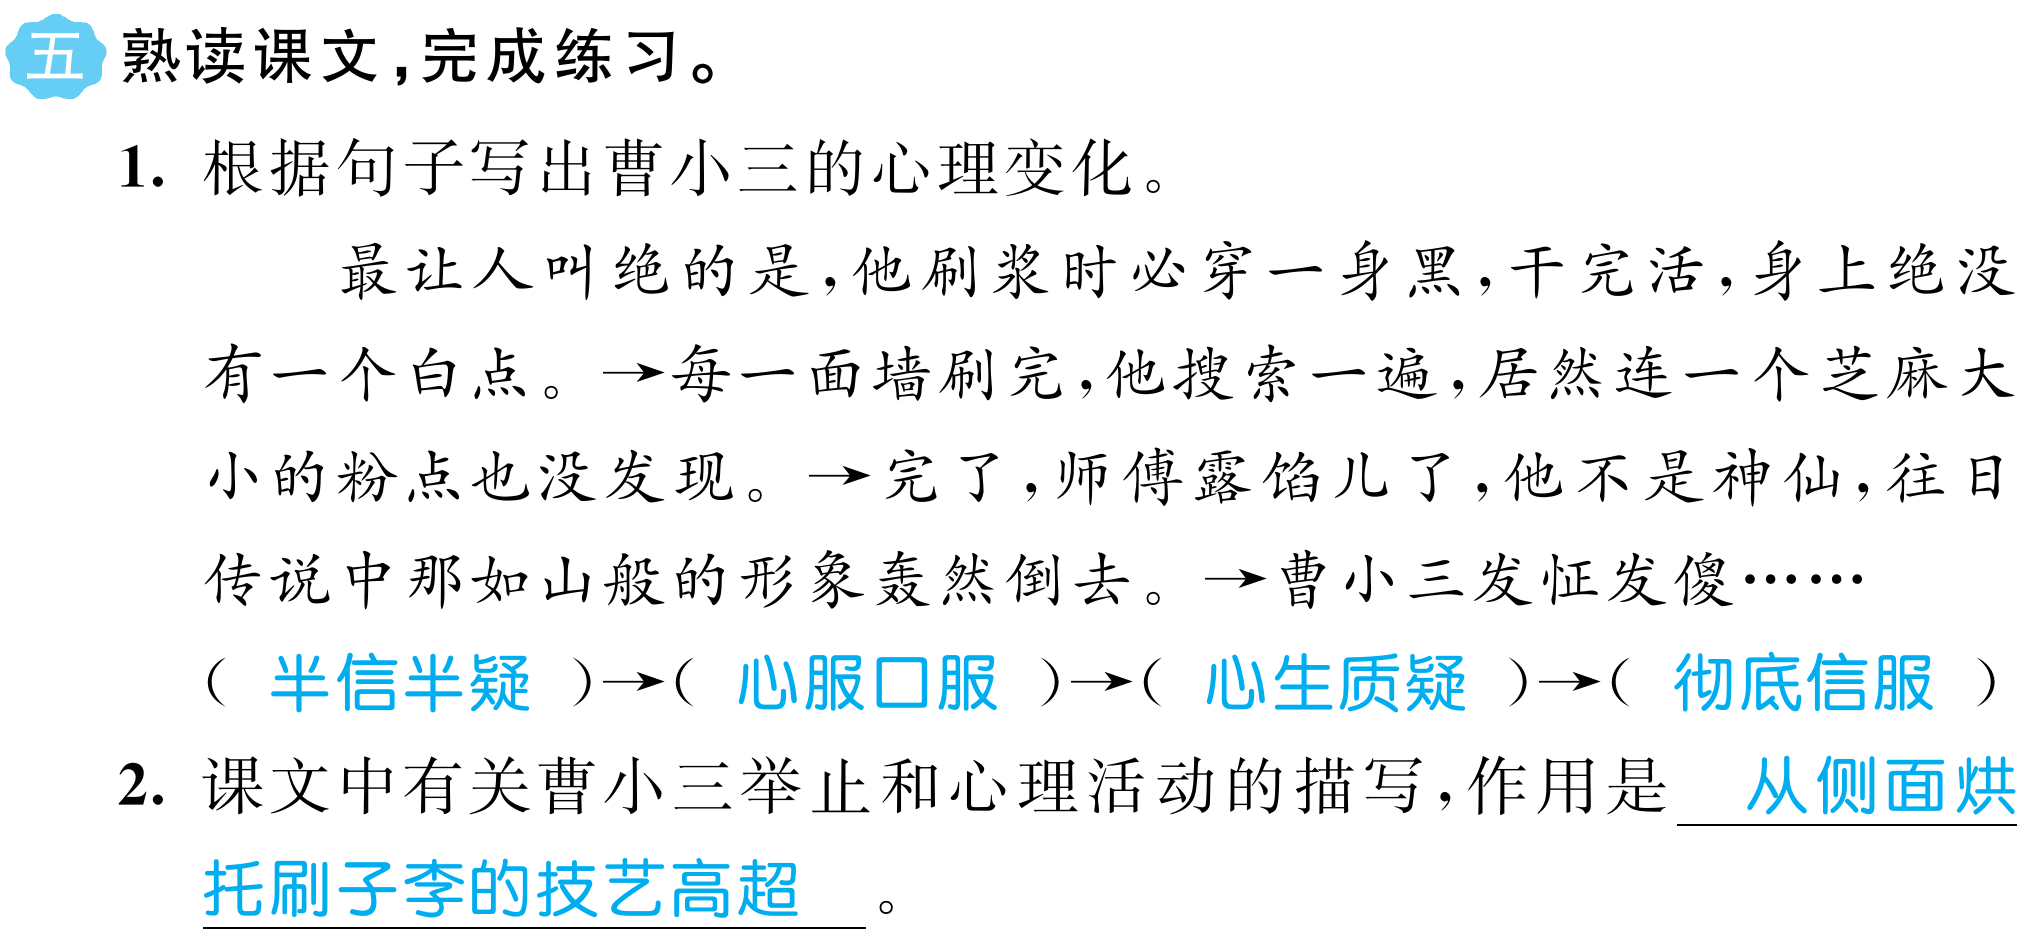 五 熟读课文,完成练习。
1. 根据句子写出曹小三的心理变化。
最让人叫绝的是,他刷浆时必穿一身黑,干完活,身上绝没
有一个白点。→每一面墙刷完,他搜索一遍,居然连一个芝麻大
小的粉点也没发现。→完了,师傅露馅儿了,他不是神仙,往日
传说中那如山般的形象轰然倒去。→曹小三发怔发傻……
( 半信半疑 )→( 心服口服 )→( 心生质疑 )→( 彻底信服 )
2. 课文中有关曹小三举止和心理活动的描写,作用是 从侧面烘
托刷子李的技艺高超 。